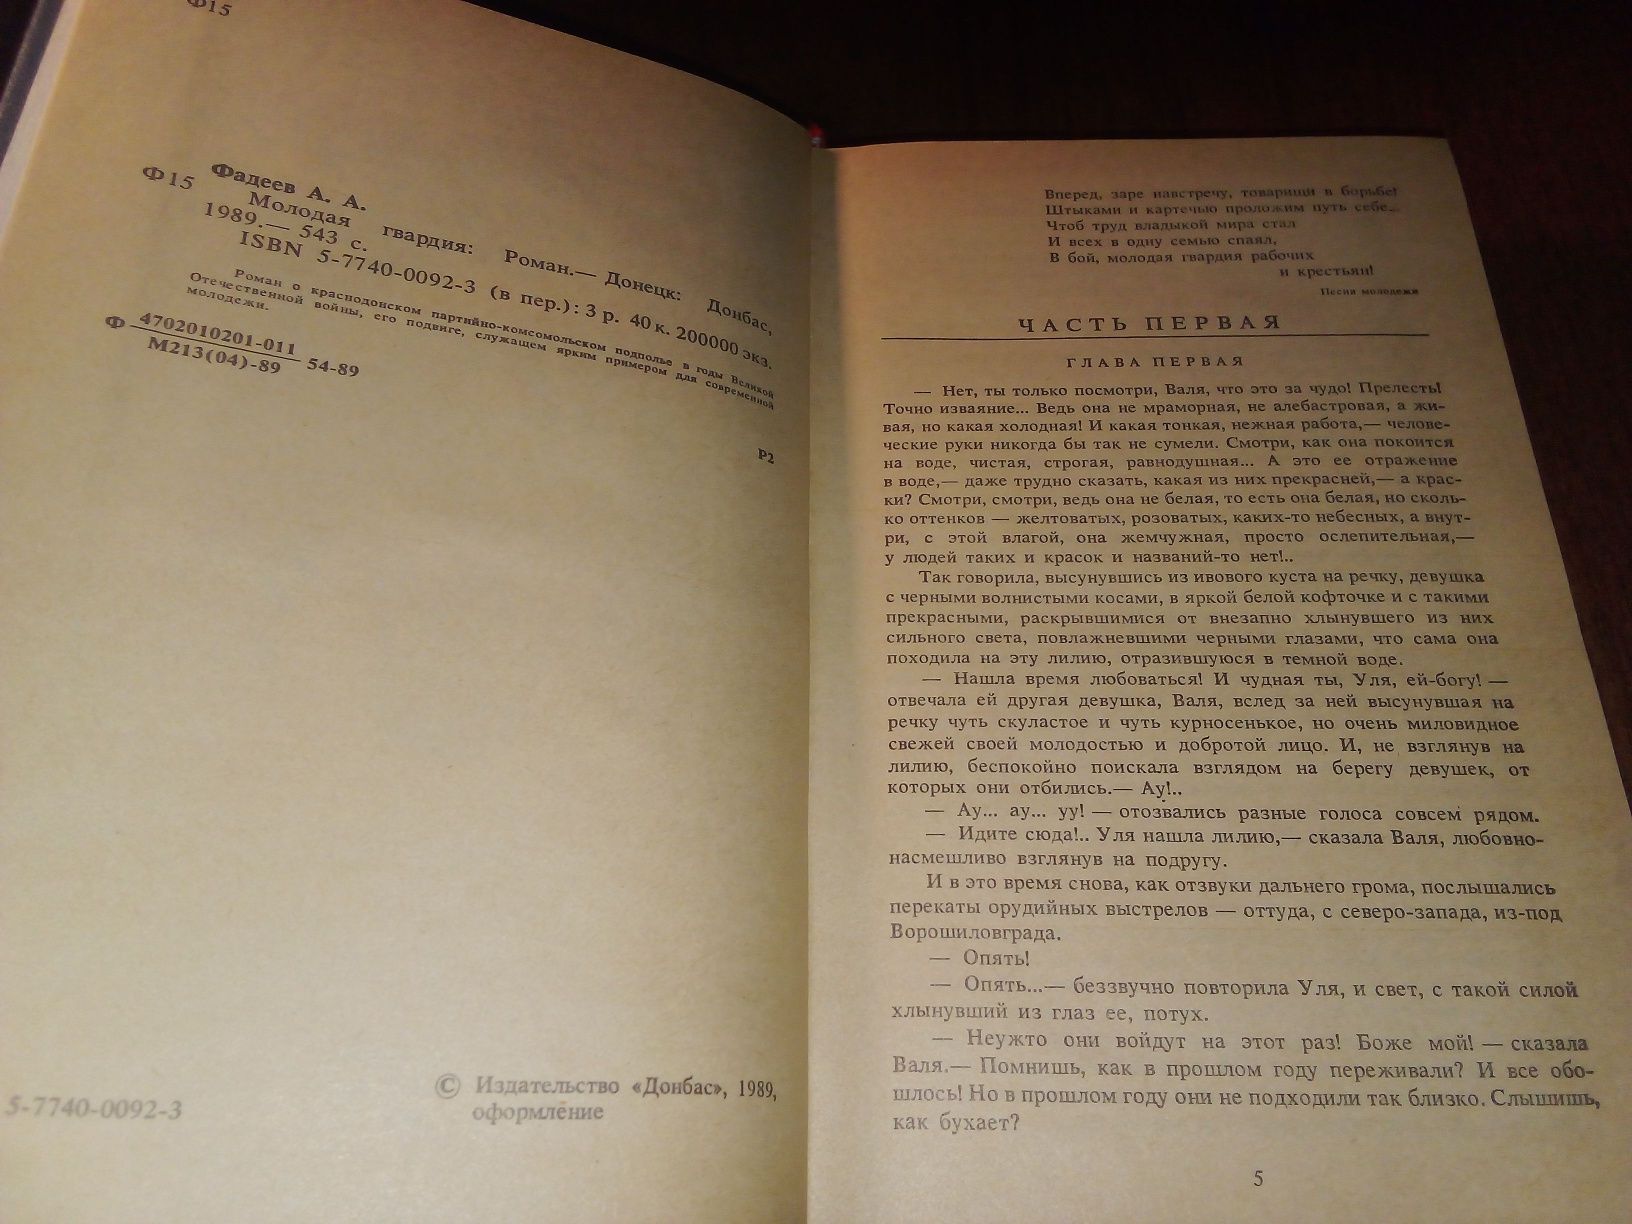 Ф15
Фадеев А. А.
Ф15 Молодая гвардия: Роман.— Донецк: Донбас,
1989.— 543 с.
ISBN 5-7740-0092-3 (в пер.): 3 р. 40 к. 200000 экз.
Роман о краснодонском партийно-комсомольском подполье в годы Великой
Отечественной войны, его подвиге, служащем ярким примером для современной
молодежи.
Ф 4702010201-011
М213(04)-89 54-89
Р2
5-7740-0092-3
© Издательство «Донбас», 1989,
оформление
Вперед, заре навстречу, товарищи в борьбе!
Штыками и картечью проложим путь себе...
Чтоб труд владыкой мира стал
И всех в одну семью спаял,
В бой, молодая гвардия рабочих
и крестьян!
Песня молодежи
ЧАСТЬ ПЕРВАЯ
ГЛАВА ПЕРВАЯ
— Нет, ты только посмотри, Валя, что это за чудо! Прелесть!
Точно изваяние... Ведь она не мраморная, не алебастровая, а жи-
вая, но какая холодная! И какая тонкая, нежная работа,— челове-
ческие руки никогда бы так не сумели. Смотри, как она покоится
на воде, чистая, строгая, равнодушная... А это ее отражение
в воде,— даже трудно сказать, какая из них прекрасней,— а крас-
ки? Смотри, смотри, ведь она не белая, то есть она белая, но сколь-
ко оттенков — желтоватых, розоватых, каких-то небесных, а внут-
ри, с этой влагой, она жемчужная, просто ослепительная,—
у людей таких и красок и названий-то нет!..
Так говорила, высунувшись из ивового куста на речку, девушка
с черными волнистыми косами, в яркой белой кофточке и с такими
прекрасными, раскрывшимися от внезапно хлынувшего из них
сильного света, повлажневшими черными глазами, что сама она
походила на эту лилию, отразившуюся в темной воде.
— Нашла время любоваться! И чудная ты, Уля, ей-богу! —
отвечала ей другая девушка, Валя, вслед за ней высунувшая на
речку чуть скуластое и чуть курносенькое, но очень миловидное
свежей своей молодостью и добротой лицо. И, не взглянув на
лилию, беспокойно поискала взглядом на берегу девушек, от
которых они отбились.— Ау!..
— Ау... ау... уу! — отозвались разные голоса совсем рядом.
— Идите сюда!.. Уля нашла лилию,— сказала Валя, любовно-
насмешливо взглянув на подругу.
И в это время снова, как отзвуки дальнего грома, послышались
перекаты орудийных выстрелов — оттуда, с северо-запада, из-под
Ворошиловграда.
— Опять!
— Опять...— беззвучно повторила Уля, и свет, с такой силой
хлынувший из глаз ее, потух.
— Неужто они войдут на этот раз! Боже мой! — сказала
Валя.— Помнишь, как в прошлом году переживали? И все обо-
шлось! Но в прошлом году они не подходили так близко. Слышишь,
как бухает?
5